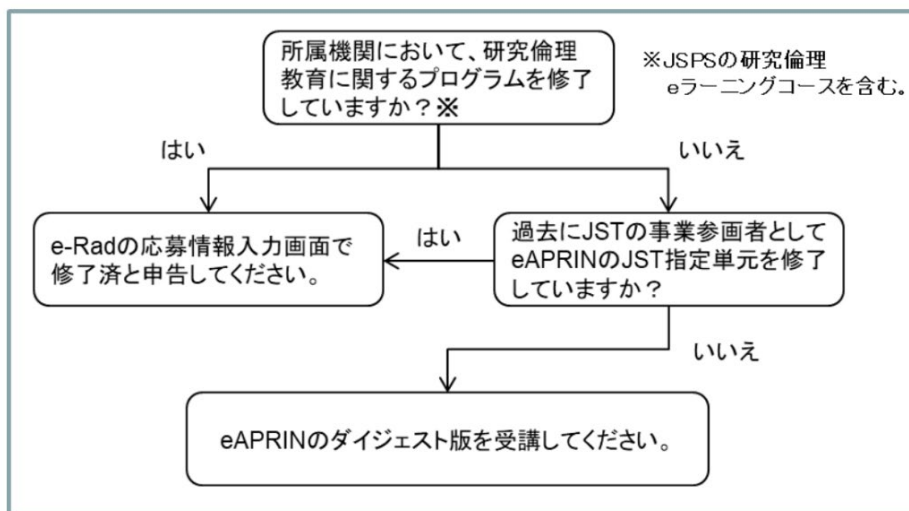 所属機関において、研究倫理
教育に関するプログラムを修了
していますか？※
※JSPSの研究倫理
eラーニングコースを含む。
はい
いいえ
e-Radの応募情報入力画面で
修了済と申告してください。
はい
過去にJSTの事業参画者として
eAPRINのJST指定単元を修了
していますか？
いいえ
eAPRINのダイジェスト版を受講してください。